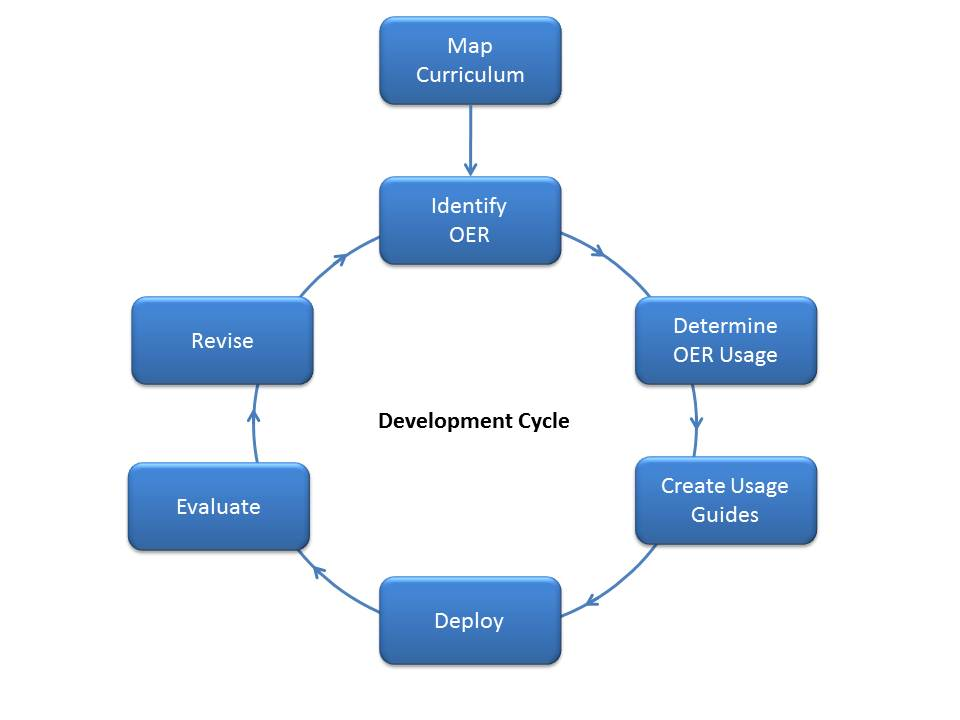 Map
Curriculum
Identify
OER
Determine
OER Usage
Revise
Development Cycle
Create Usage
Guides
Evaluate
Deploy